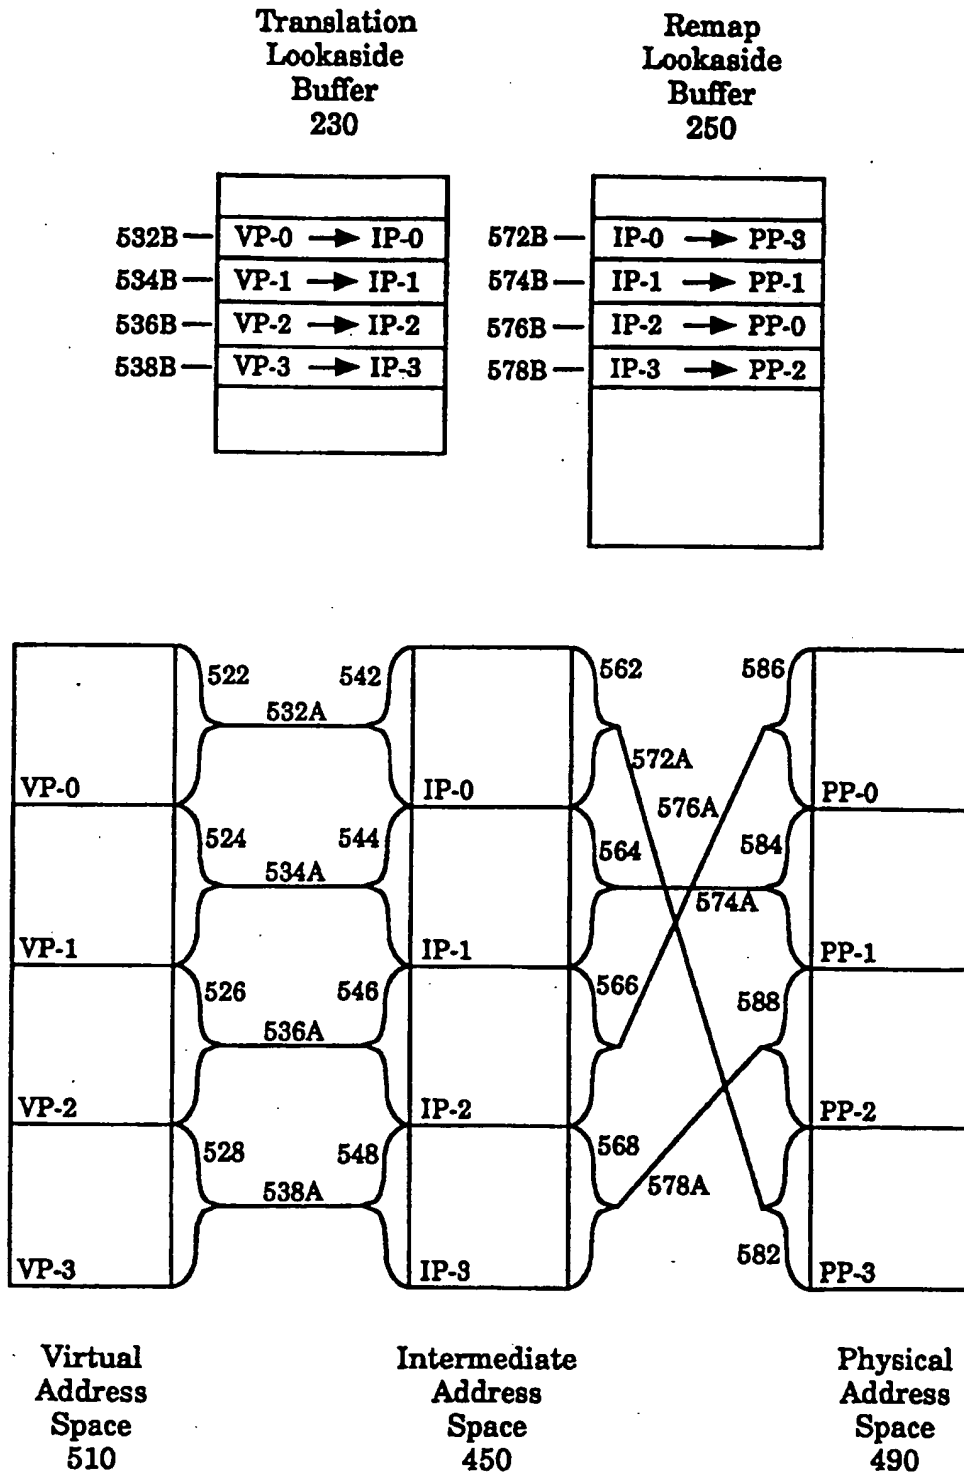 Translation
Lookaside
Buffer
230
Remap
Lookaside
Buffer
250
532B VP-0 IP-0
534B VP-1 IP-1
536B VP-2 IP-2
538B VP-3 IP-3
572B IP-0 PP-3
574B IP-1 PP-1
576B IP-2 PP-0
578B IP-3 PP-2
522 542 562 586
532A
572A
VP-0 IP-0 576A PP-0
524 544 564 584
534A 574A
VP-1 IP-1 PP-1
526 546 566 588
536A
VP-2 IP-2 PP-2
528 548 568
538A 578A
582
VP-3 IP-3 PP-3
Virtual
Address
Space
510
Intermediate
Address
Space
450
Physical
Address
Space
490